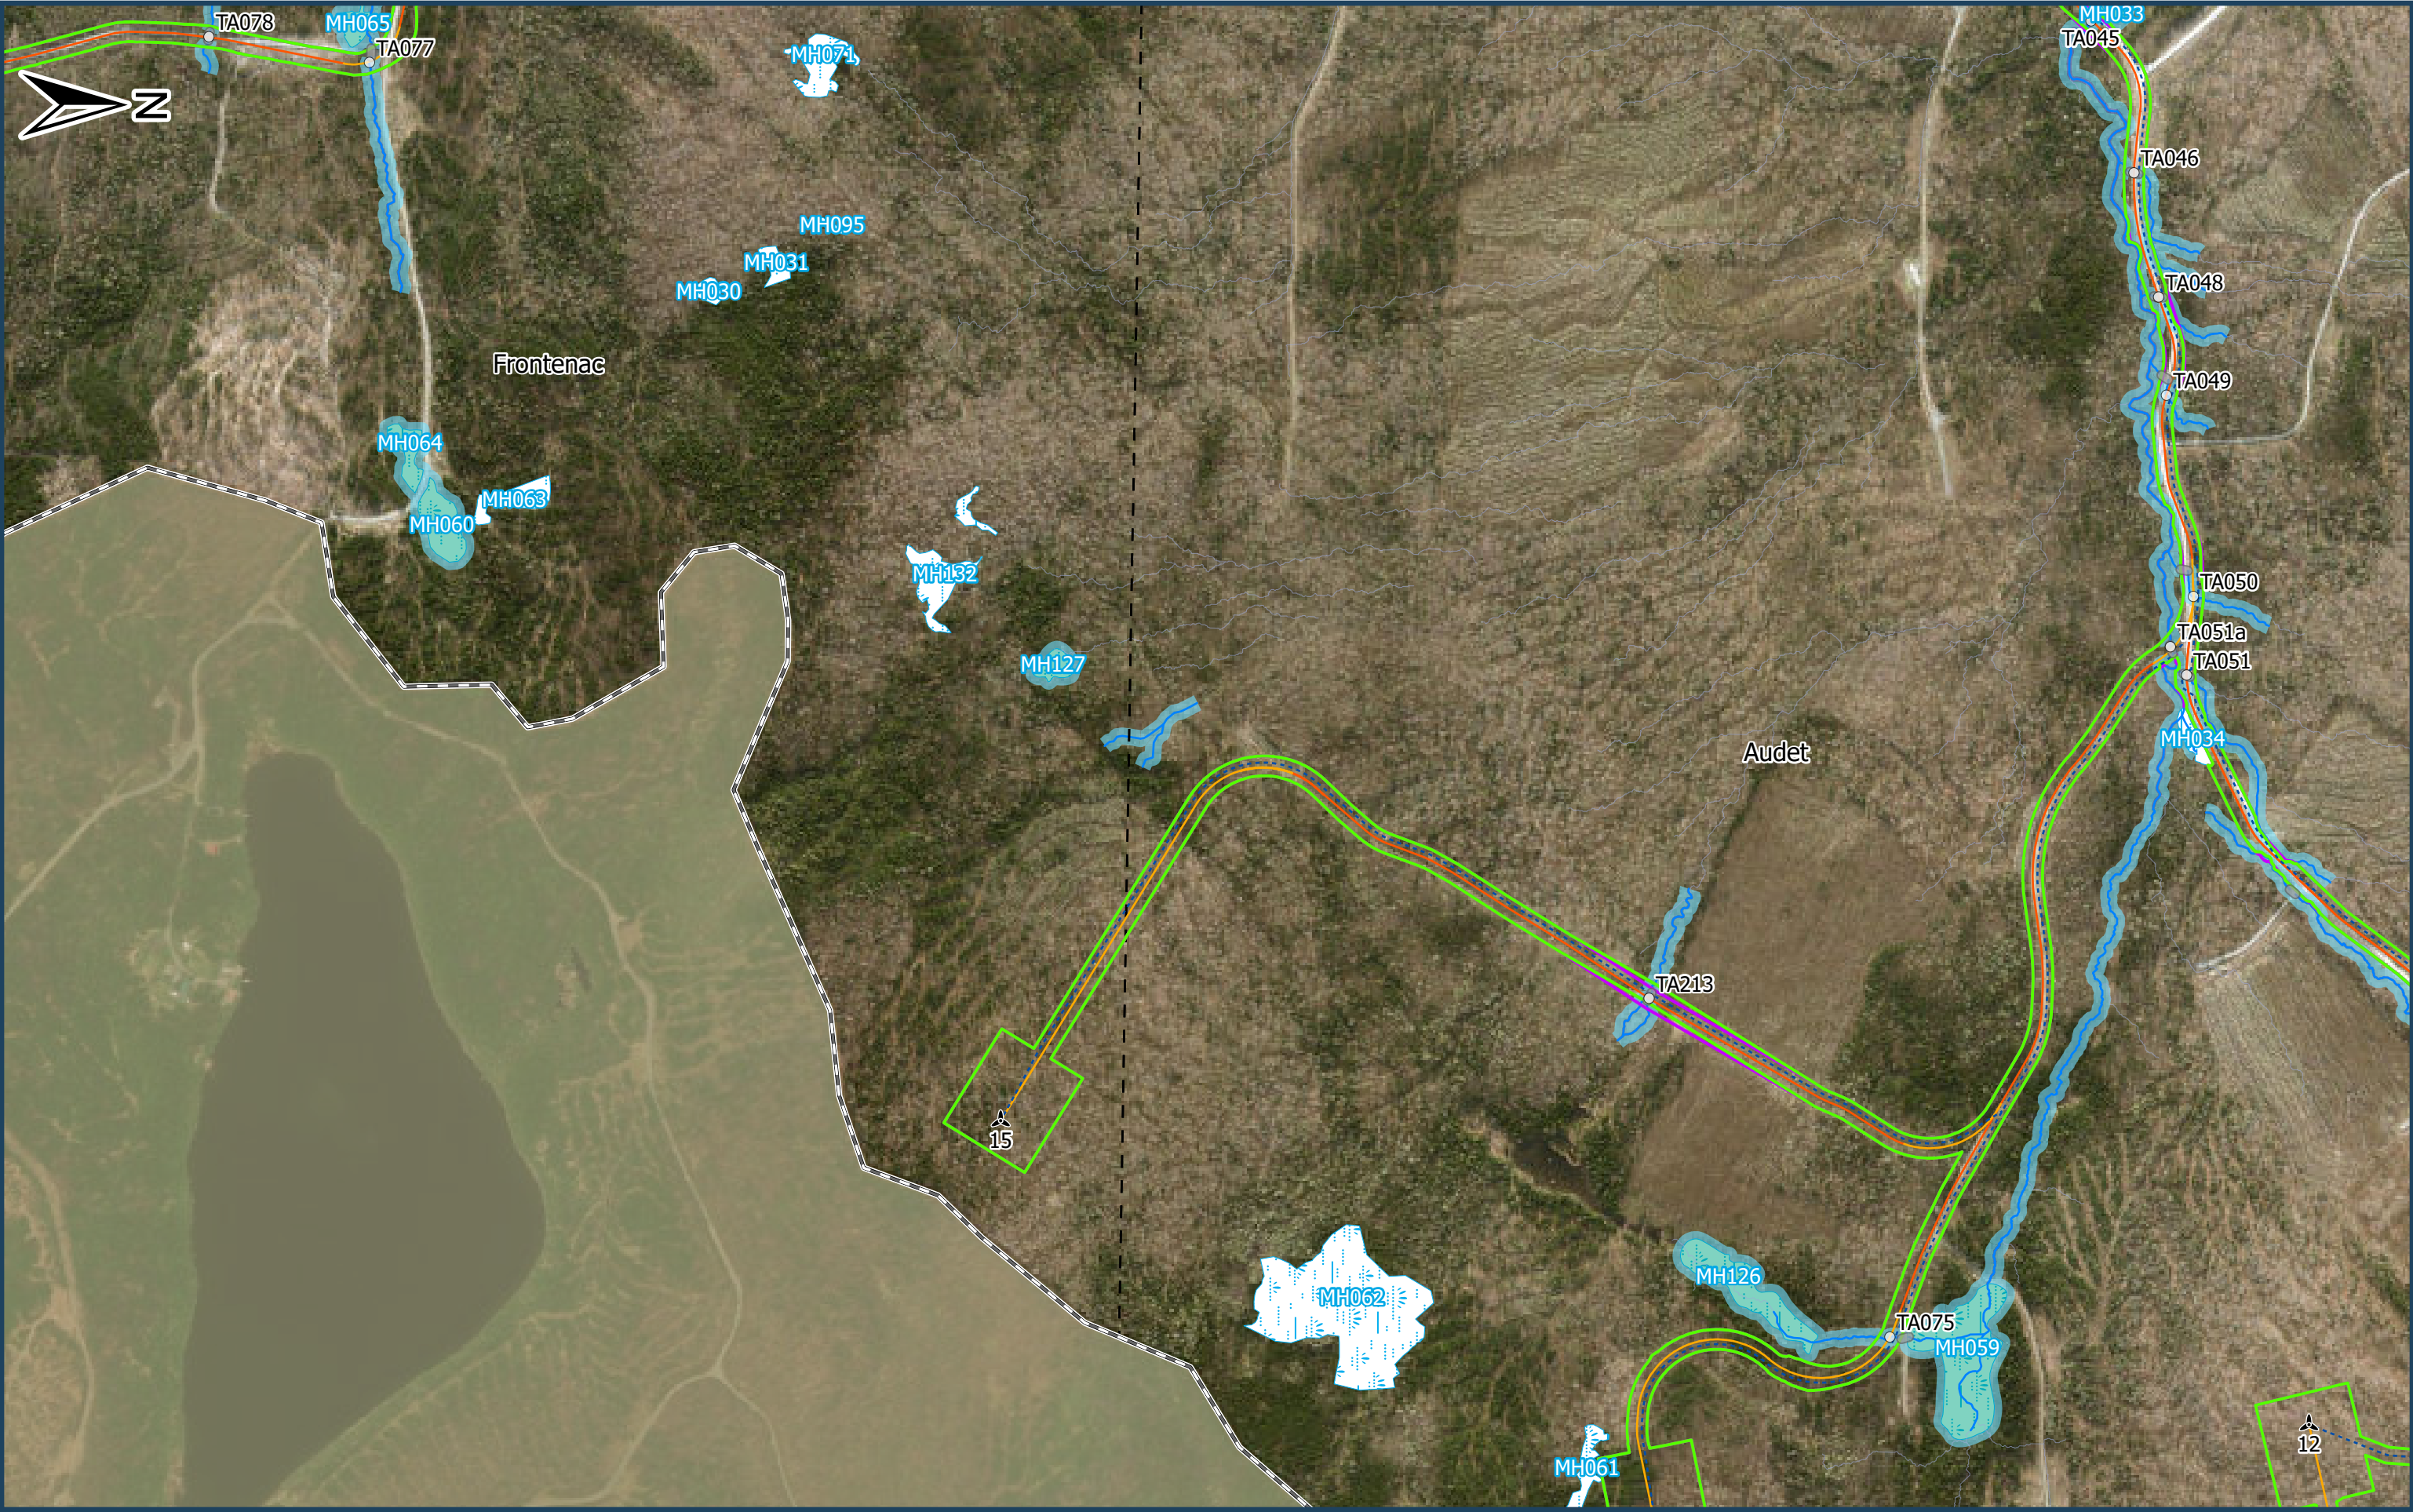 MH033
TA078
MH065
TA045
TA077
MH071
N
TA046
MH095
MH031
TA048
MH030
Frontenac
TA049
MH064
MH063
MH060
MH132
TA050
TA051a
MH127
TA051
MH034
Audet
TA213
15
MH126
MH062
TA075
MH059
12
MH061